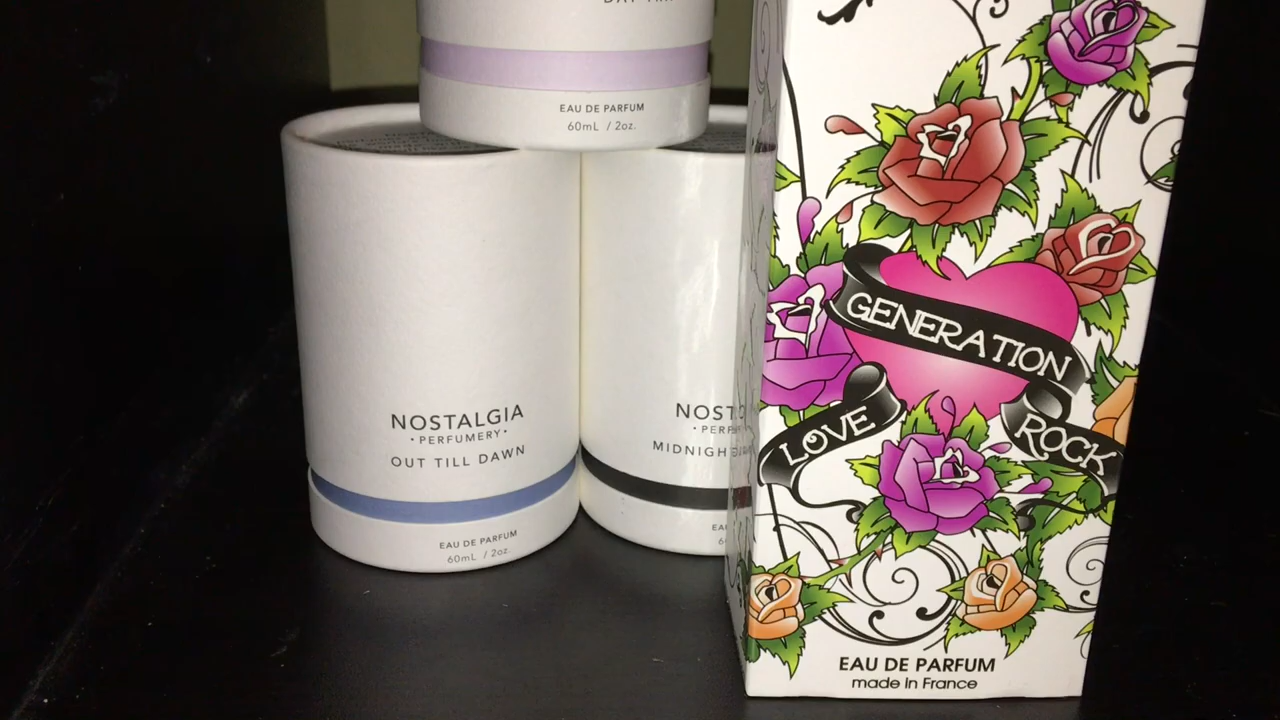 EAU DE PARFUM
60mL / 2oz.
NOSTALGIA
• PERFUMERY •
OUT TILL DAWN
EAU DE PARFUM
60mL / 2oz.
GENERATION
LOVE
ROCK
EAU DE PARFUM
made in France